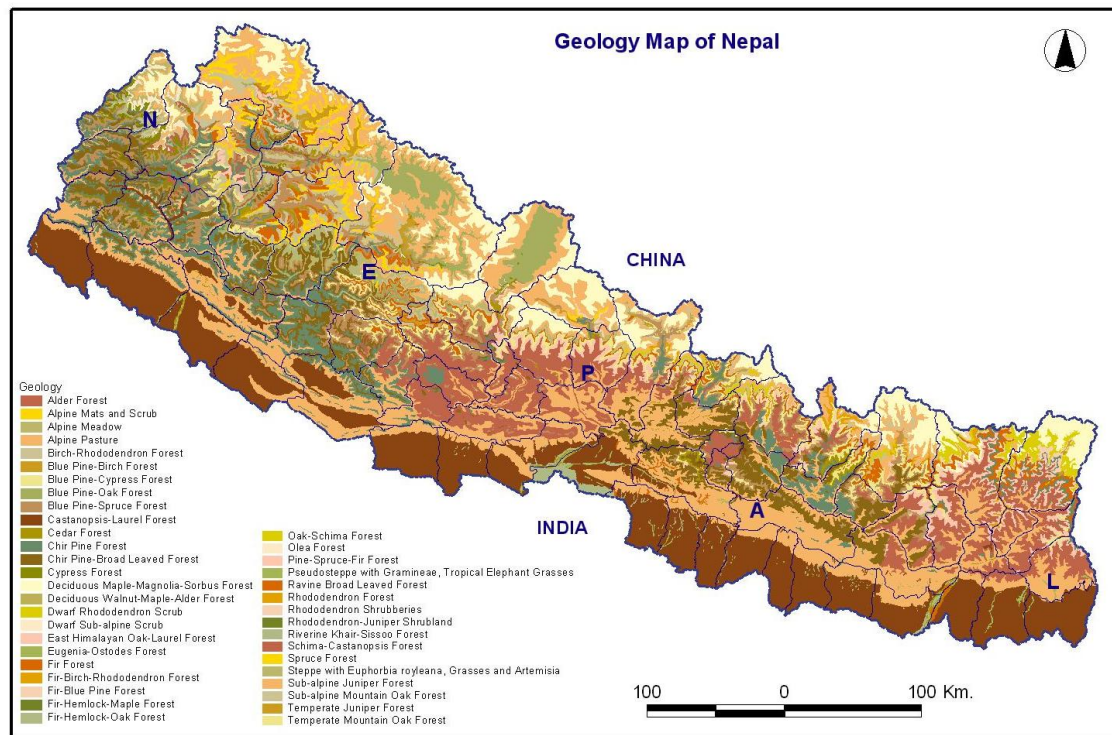 Geology Map of Nepal
N
E
P
A
L
CHINA
INDIA
Geology
Alder Forest
Alpine Mats and Scrub
Alpine Meadow
Alpine Pasture
Birch-Rhododendron Forest
Blue Pine-Birch Forest
Blue Pine-Cypress Forest
Blue Pine-Oak Forest
Blue Pine-Spruce Forest
Castanopsis-Laurel Forest
Cedar Forest
Chir Pine Forest
Chir Pine-Broad Leaved Forest
Cypress Forest
Deciduous Maple-Magnolia-Sorbus Forest
Deciduous Walnut-Maple-Alder Forest
Dwarf Rhododendron Scrub
Dwarf Sub-alpine Scrub
East Himalayan Oak-Laurel Forest
Eugenia-Ostodes Forest
Fir Forest
Fir-Birch-Rhododendron Forest
Fir-Blue Pine Forest
Fir-Hemlock-Maple Forest
Fir-Hemlock-Oak Forest
Oak-Schima Forest
Olea Forest
Pine-Spruce-Fir Forest
Pseudosteppe with Gramineae, Tropical Elephant Grasses
Ravine Broad Leaved Forest
Rhododendron Forest
Rhododendron Shrubberies
Rhododendron-Juniper Shrubland
Riverine Khair-Sissoo Forest
Schima-Castanopsis Forest
Spruce Forest
Steppe with Euphorbia royleana, Grasses and Artemisia
Sub-alpine Juniper Forest
Sub-alpine Mountain Oak Forest
Temperate Juniper Forest
Temperate Mountain Oak Forest
100 0 100 Km.